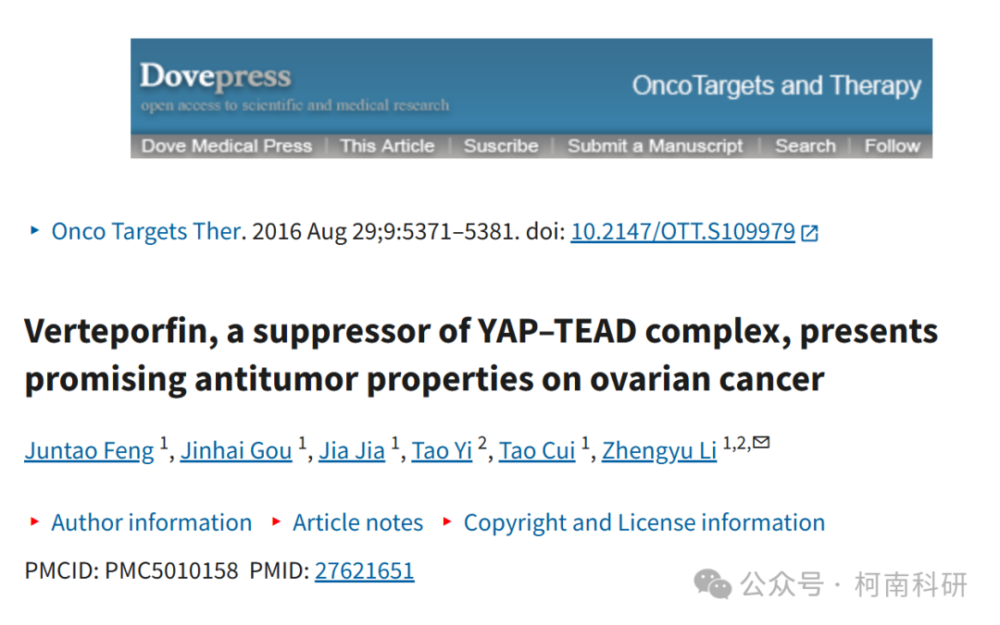 Dovepress
open access to scientific and medical research
OncoTargets and Therapy
Dove Medical Press | This Article | Suscribe | Submit a Manuscript | Search | Follow
Onco Targets Ther. 2016 Aug 29;9:5371–5381. doi: 10.2147/OTT.S109979
Verteporfin, a suppressor of YAP–TEAD complex, presents
promising antitumor properties on ovarian cancer
Juntao Feng 1, Jinhai Gou 1, Jia Jia 1, Tao Yi 2, Tao Cui 1, Zhengyu Li 1,2,
Author information Article notes Copyright and License information
PMCID: PMC5010158 PMID: 27621651
公众号 · 柯南科研